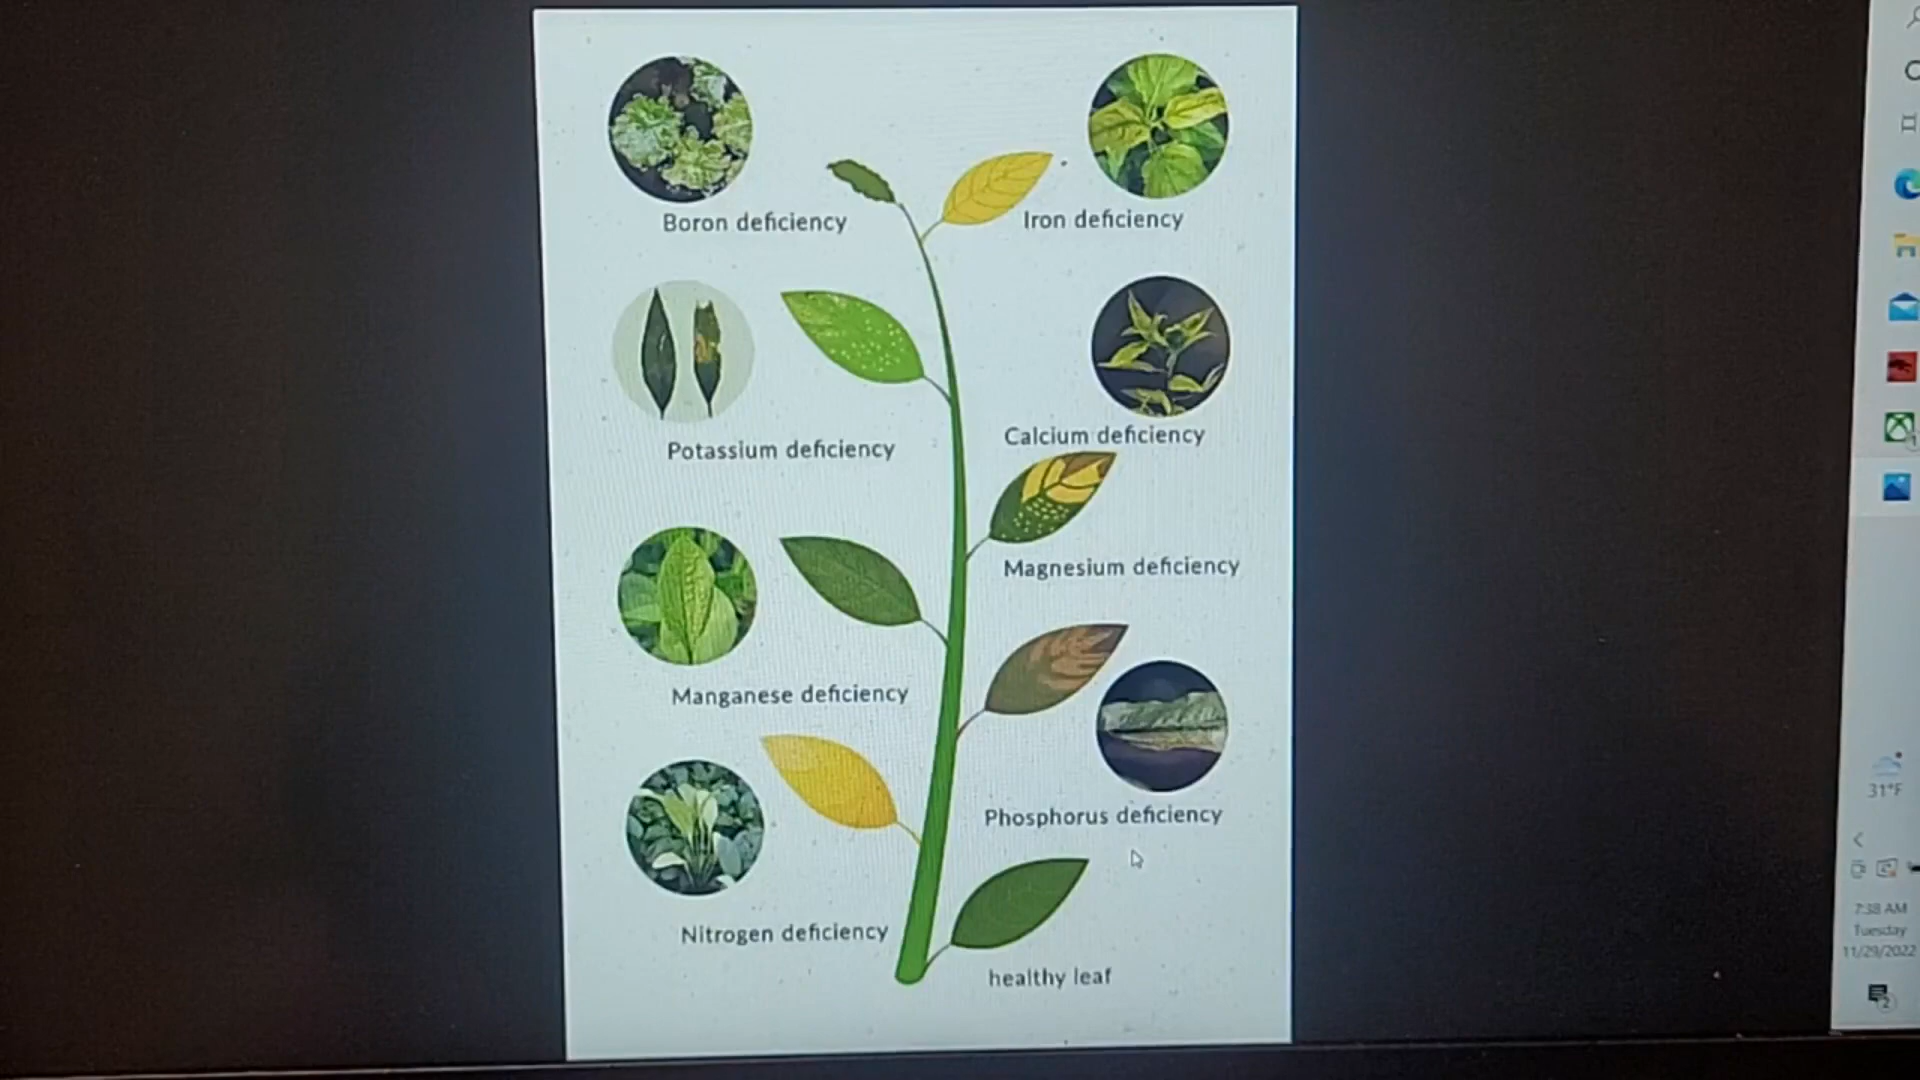 Boron deficiency
Iron deficiency
Potassium deficiency
Calcium deficiency
Magnesium deficiency
Manganese deficiency
Phosphorus deficiency
Nitrogen deficiency
healthy leaf
31°F
7:38 AM
Tuesday
11/29/2022
2